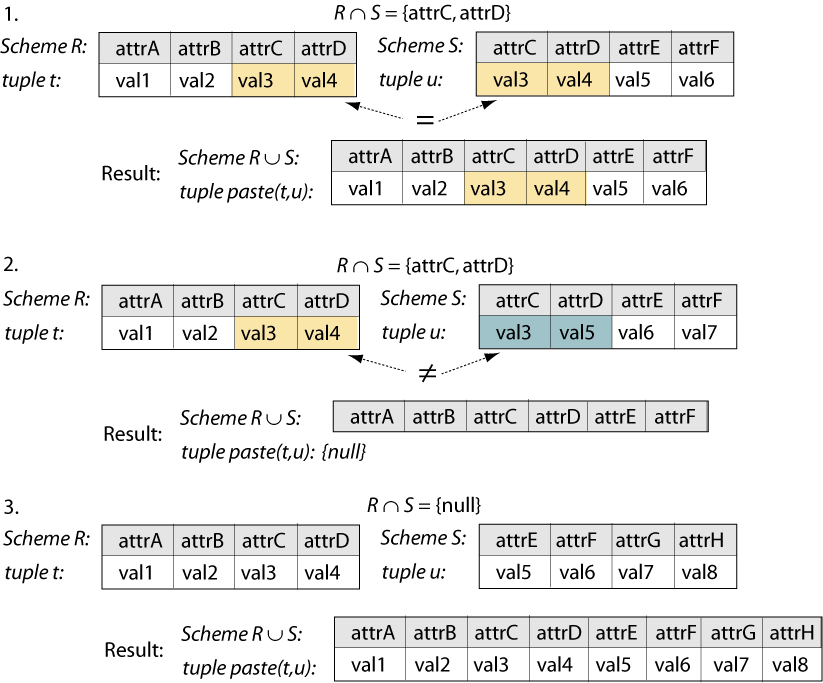 1.
R ∩ S = {attrC, attrD}
Scheme R: attrA attrB attrC attrD Scheme S: attrC attrD attrE attrF
tuple t: val1 val2 val3 val4 tuple u: val3 val4 val5 val6
=
Result: Scheme R ∪ S: attrA attrB attrC attrD attrE attrF
tuple paste(t,u): val1 val2 val3 val4 val5 val6
2.
R ∩ S = {attrC, attrD}
Scheme R: attrA attrB attrC attrD Scheme S: attrC attrD attrE attrF
tuple t: val1 val2 val3 val4 tuple u: val3 val5 val6 val7
≠
Result: Scheme R ∪ S: attrA attrB attrC attrD attrE attrF
tuple paste(t,u): {null}
3.
R ∩ S = {null}
Scheme R: attrA attrB attrC attrD Scheme S: attrE attrF attrG attrH
tuple t: val1 val2 val3 val4 tuple u: val5 val6 val7 val8
Result: Scheme R ∪ S: attrA attrB attrC attrD attrE attrF attrG attrH
tuple paste(t,u): val1 val2 val3 val4 val5 val6 val7 val8